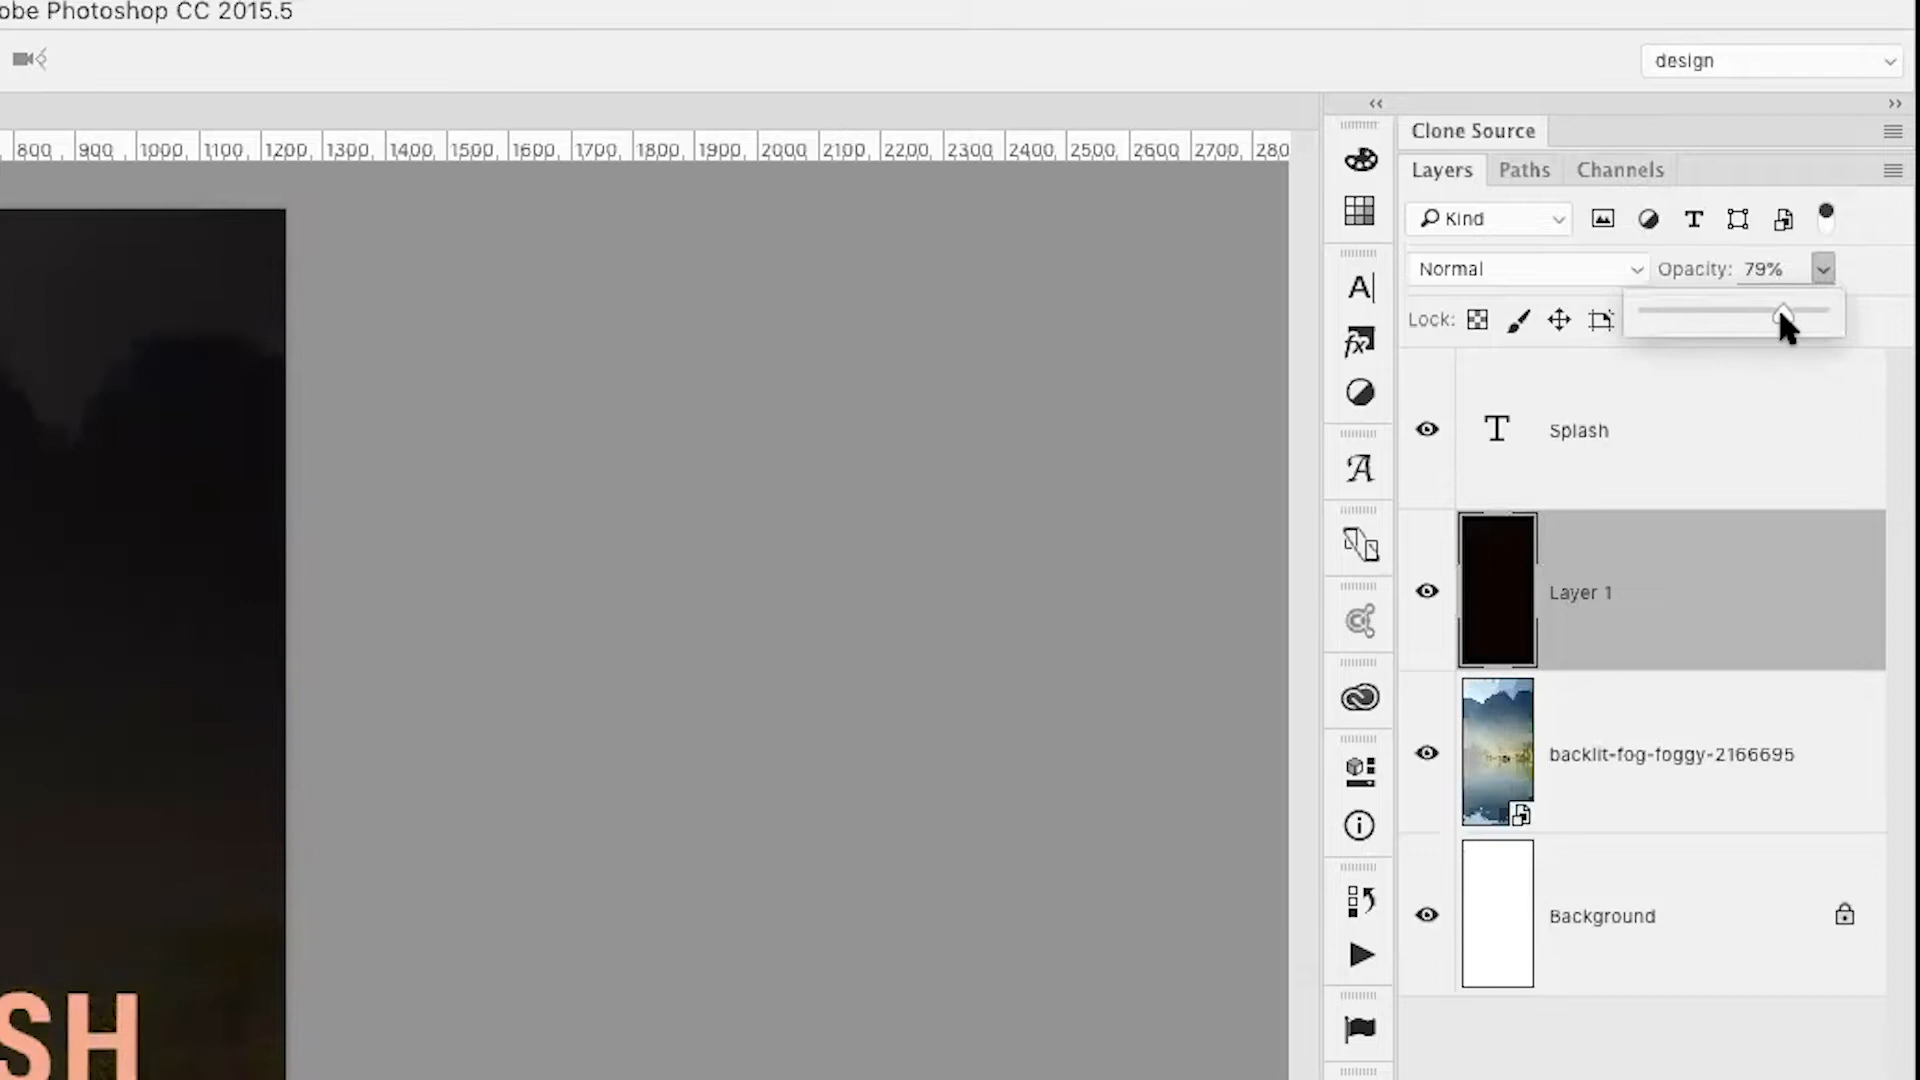 obe Photoshop CC 2015.5
design
Clone Source
800 900 1000 1100 1200 1300 1400 1500 1600 1700 1800 1900 2000 2100 2200 2300 2400 2500 2600 2700 280
Layers Paths Channels
Kind
Normal Opacity: 79%
Lock:
Splash
Layer 1
backlit-fog-foggy-2166695
Background
SH